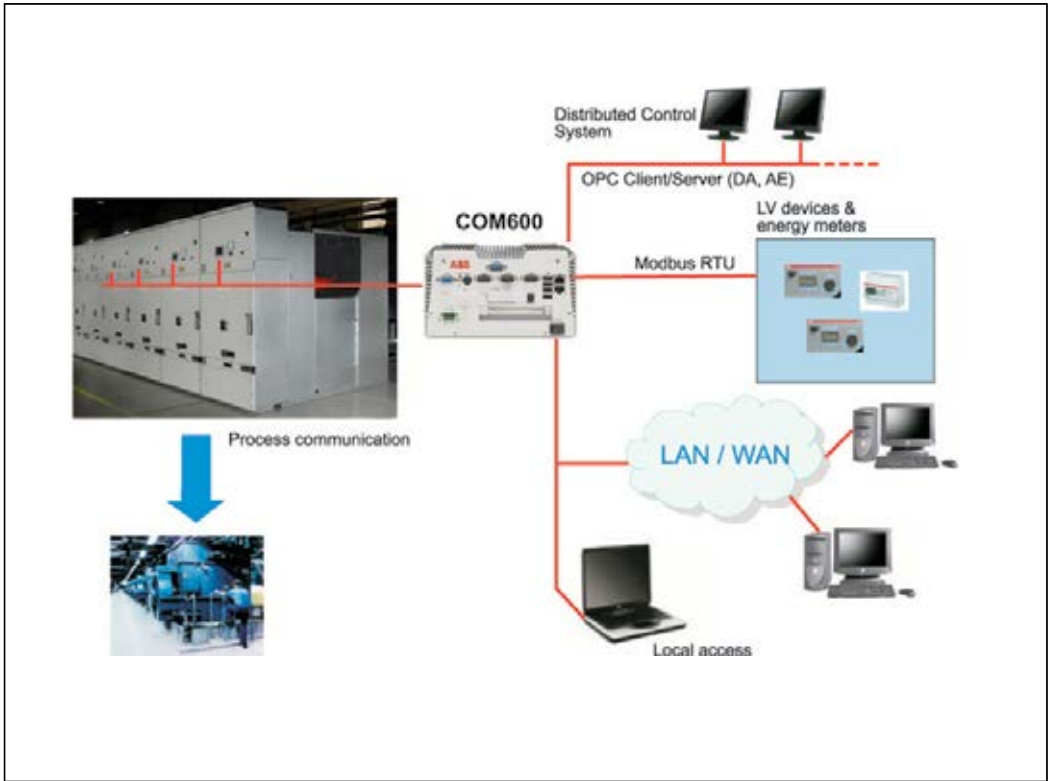 Distributed Control
System
OPC Client/Server (DA, AE)
LV devices &
energy meters
COM600
ABB
Modbus RTU
Process communication
LAN / WAN
Local access